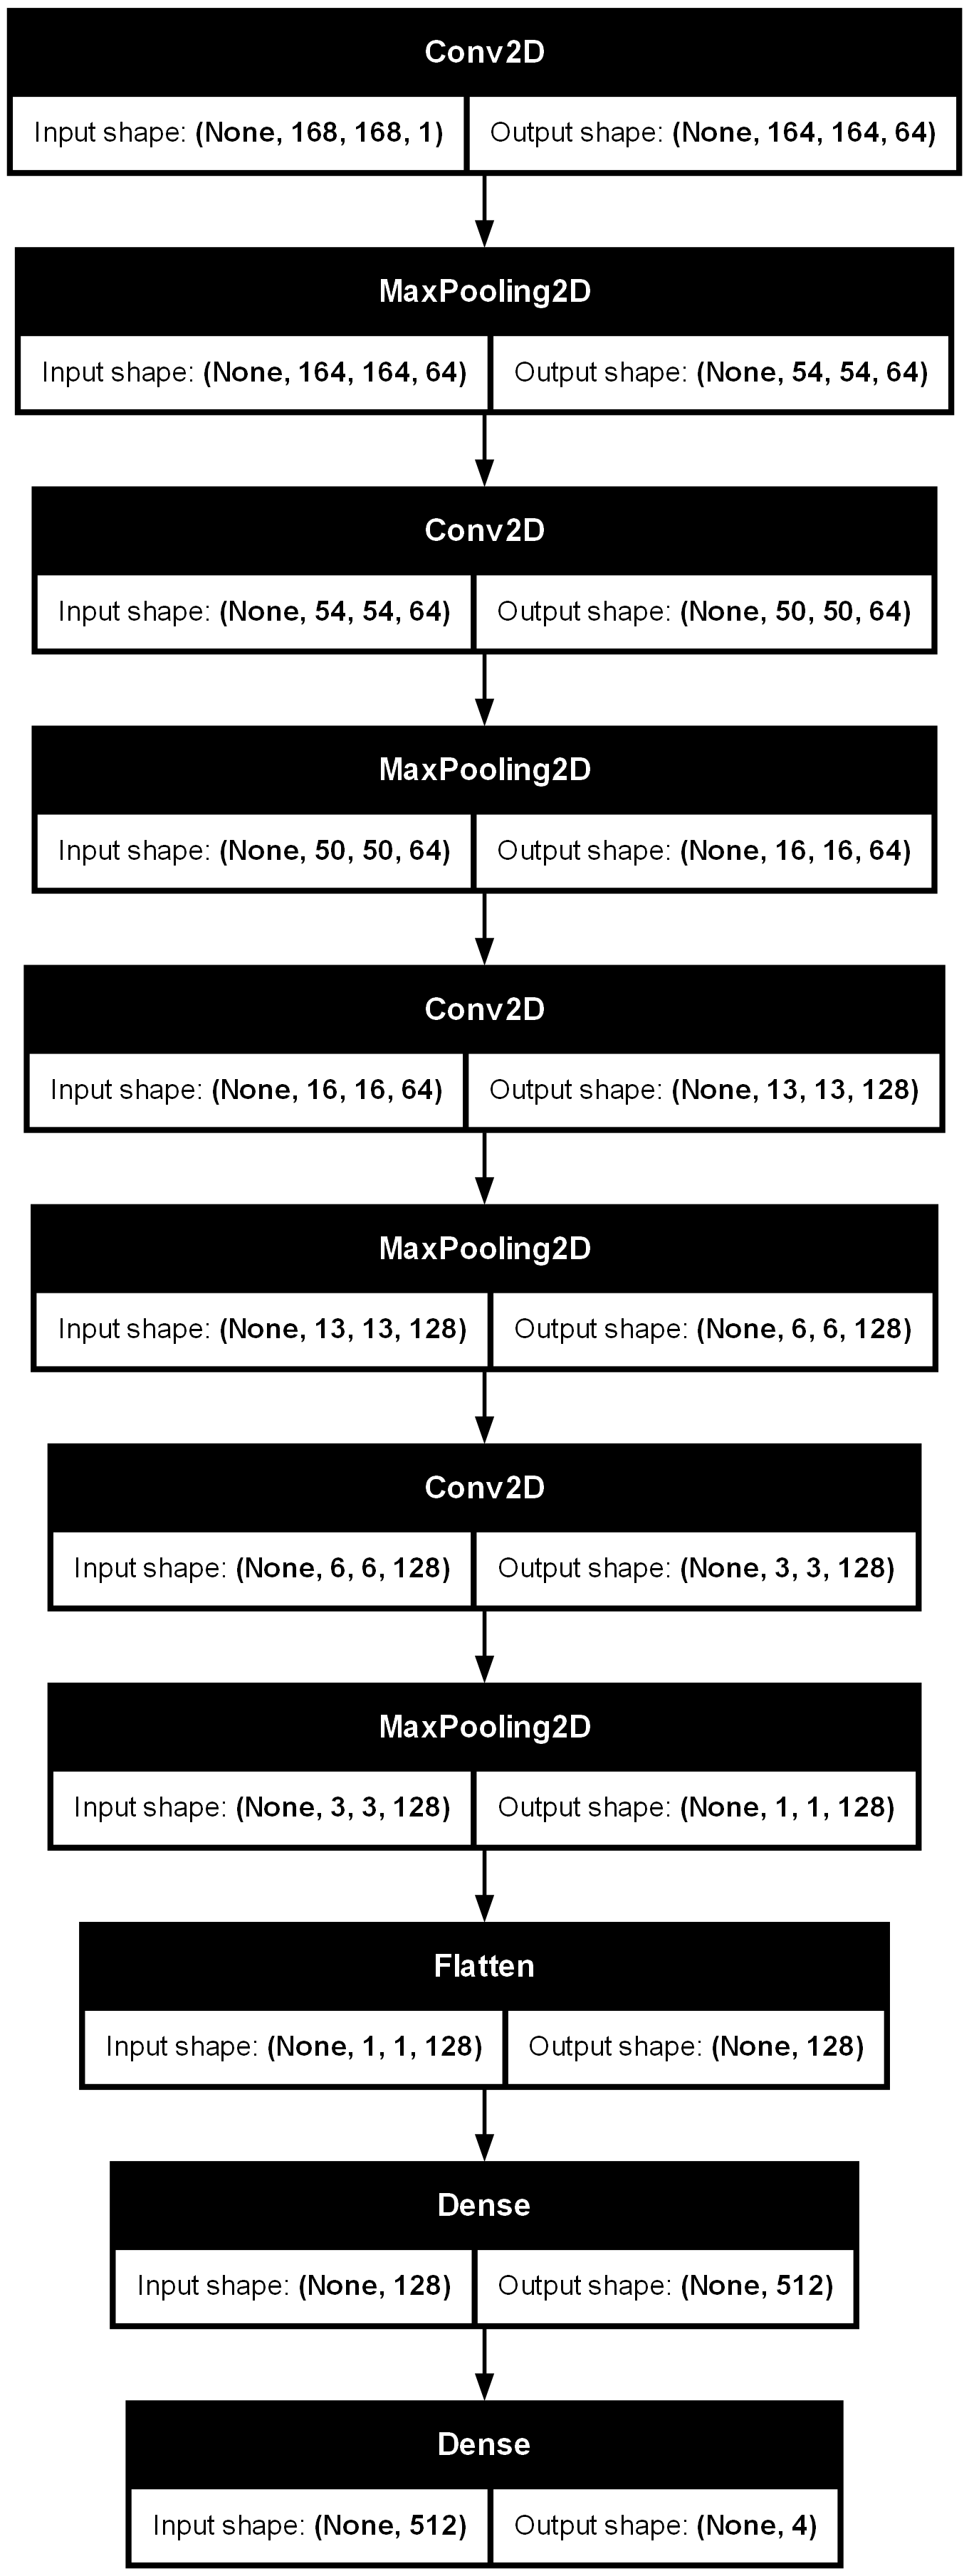 Conv2D
Input shape: (None, 168, 168, 1) Output shape: (None, 164, 164, 64)
MaxPooling2D
Input shape: (None, 164, 164, 64) Output shape: (None, 54, 54, 64)
Conv2D
Input shape: (None, 54, 54, 64) Output shape: (None, 50, 50, 64)
MaxPooling2D
Input shape: (None, 50, 50, 64) Output shape: (None, 16, 16, 64)
Conv2D
Input shape: (None, 16, 16, 64) Output shape: (None, 13, 13, 128)
MaxPooling2D
Input shape: (None, 13, 13, 128) Output shape: (None, 6, 6, 128)
Conv2D
Input shape: (None, 6, 6, 128) Output shape: (None, 3, 3, 128)
MaxPooling2D
Input shape: (None, 3, 3, 128) Output shape: (None, 1, 1, 128)
Flatten
Input shape: (None, 1, 1, 128) Output shape: (None, 128)
Dense
Input shape: (None, 128) Output shape: (None, 512)
Dense
Input shape: (None, 512) Output shape: (None, 4)